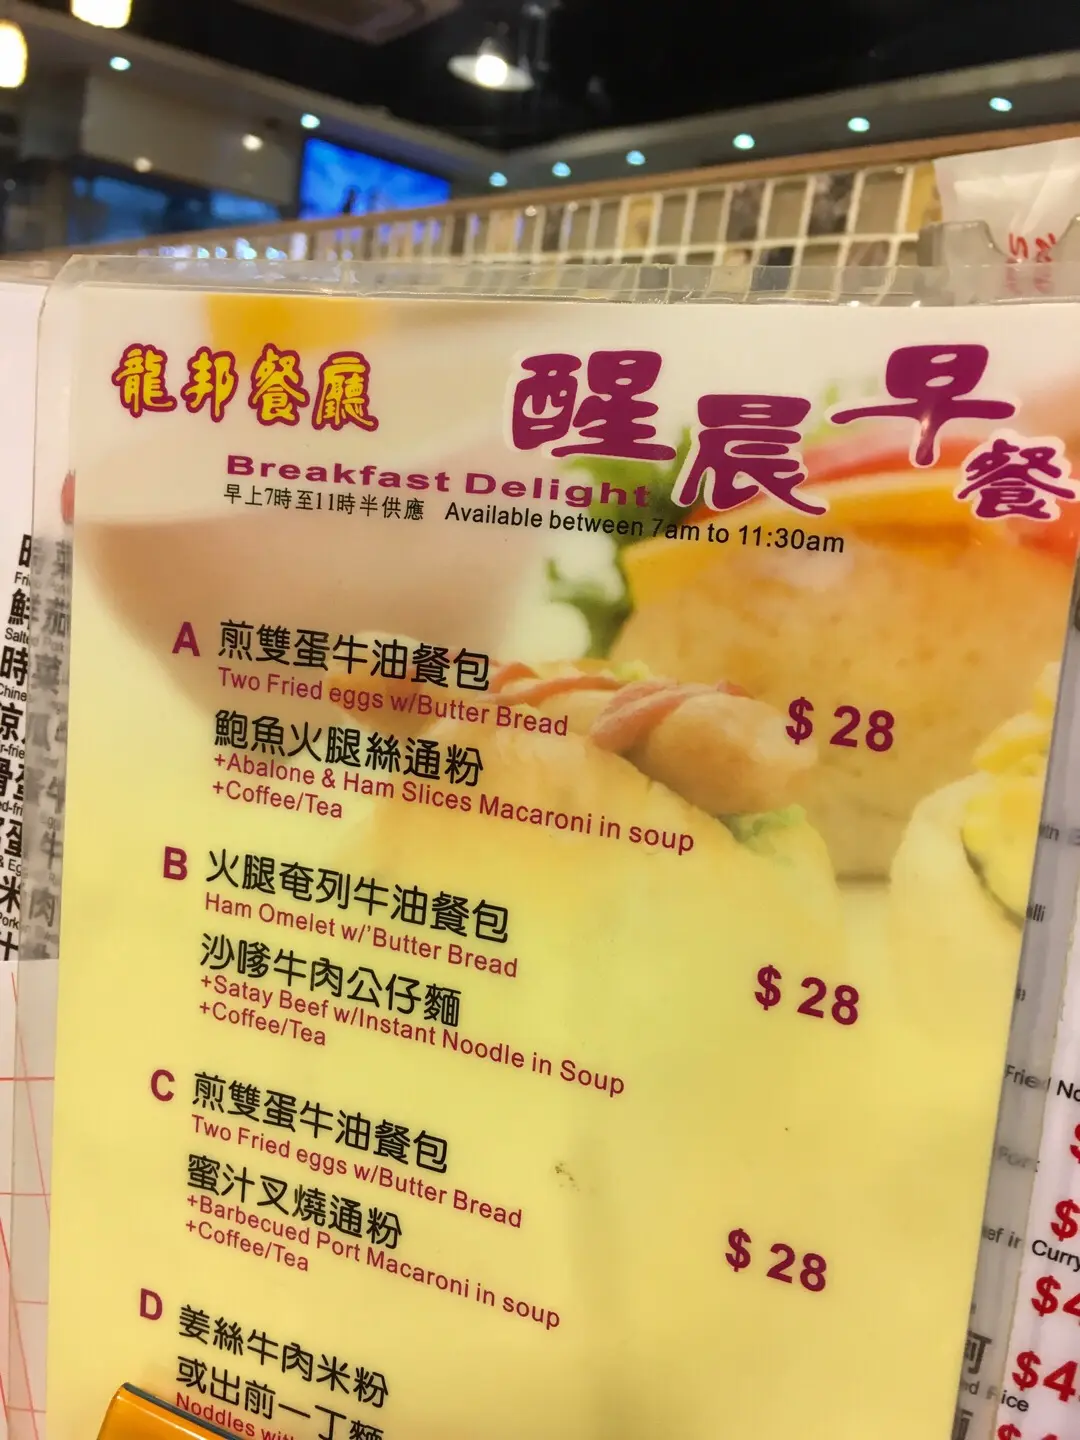 龍邦餐廳
醒晨早餐
Breakfast Delight
早上7時至11時半供應 Available between 7am to 11:30am
A 煎雙蛋牛油餐包
Two Fried eggs w/Butter Bread
$ 28
鮑魚火腿絲通粉
+Abalone & Ham Slices Macaroni in soup
+Coffee/Tea
B 火腿奄列牛油餐包
Ham Omelet w/'Butter Bread
沙嗲牛肉公仔麵
$ 28
+Satay Beef w/Instant Noodle in Soup
+Coffee/Tea
C 煎雙蛋牛油餐包
Two Fried eggs w/Butter Bread
蜜汁叉燒通粉
$ 28
+Barbecued Port Macaroni in soup
+Coffee/Tea
D 姜絲牛肉米粉
或出前一丁麵
Noddles
Curry